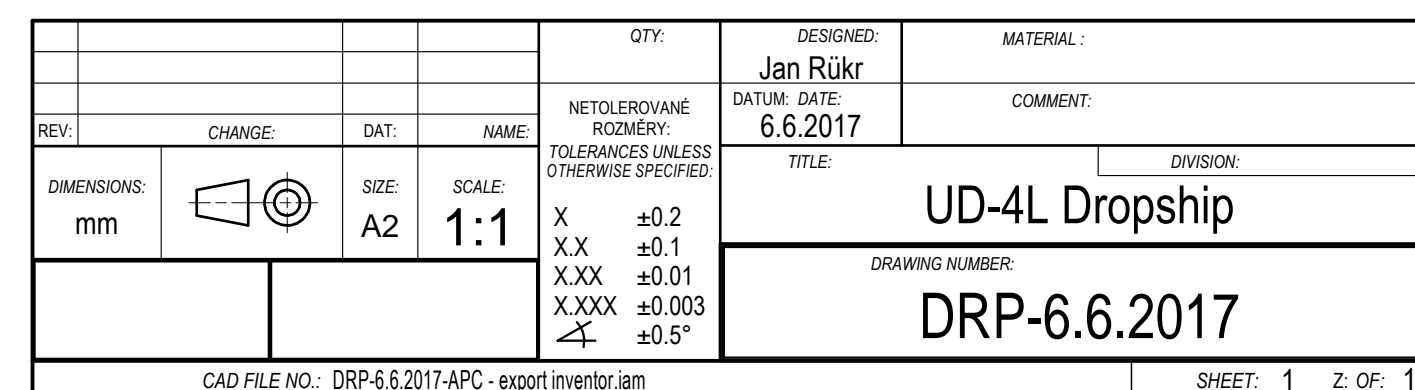 QTY:
DESIGNED:
Jan Rükr
MATERIAL :
DATUM: DATE:
6.6.2017
COMMENT:
REV: CHANGE: DAT: NAME:
NETOLEROVANÉ
ROZMĚRY:
TOLERANCES UNLESS
OTHERWISE SPECIFIED:
X ±0.2
X.X ±0.1
X.XX ±0.01
X.XXX ±0.003
±0.5°
DIMENSIONS:
mm
SIZE:
A2
SCALE:
1:1
TITLE:
DIVISION:
UD-4L Dropship
DRAWING NUMBER:
DRP-6.6.2017
CAD FILE NO.: DRP-6.6.2017-APC - export inventor.iam
SHEET: 1 Z: OF: 1